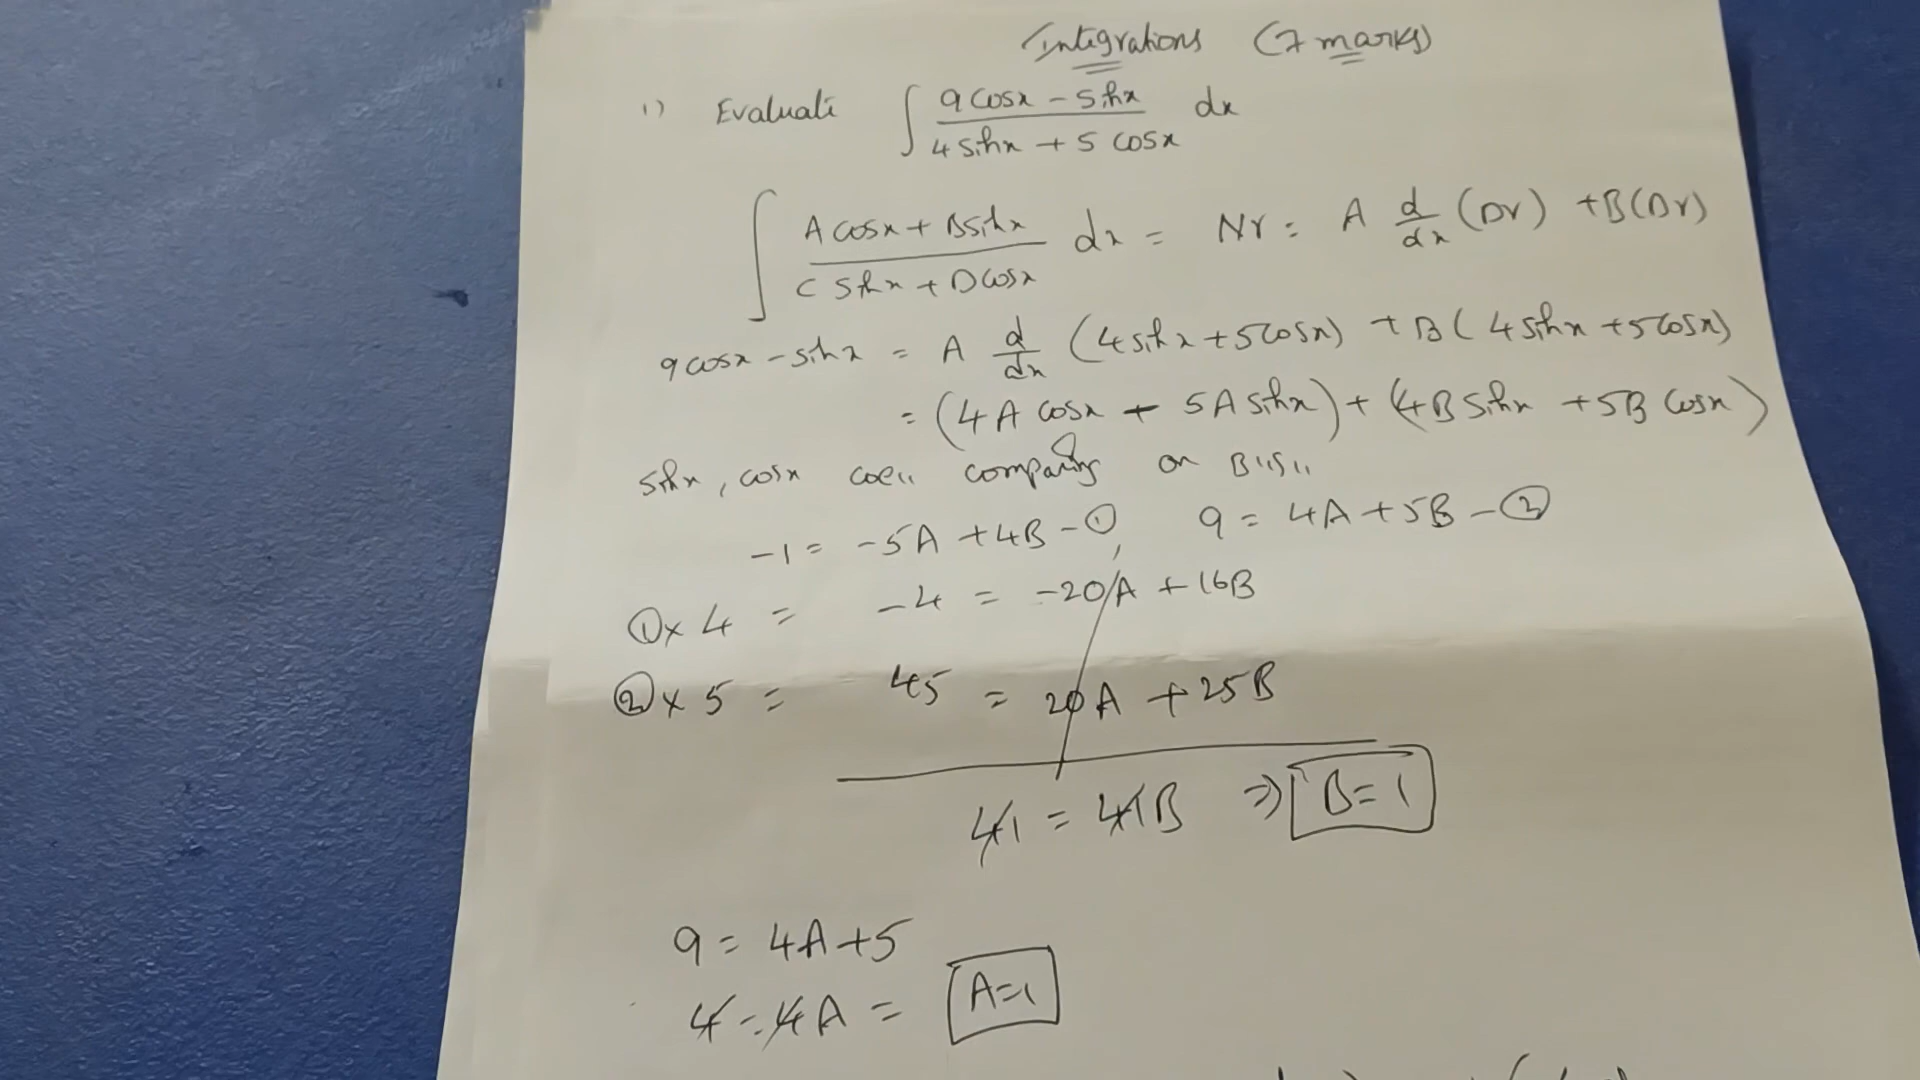 Integrations (7 marks)
1) Evaluate ∫ (9 cosx - sinx)/(4 sinx + 5 cosx) dx
∫ (A cosx + B sinx)/(C sinx + D cosx) dx = Nr = A d/dx (Dr) + B(Dr)
9 cosx - sinx = A d/dx (4 sinx + 5 cosx) + B (4 sinx + 5 cosx)
= (4A cosx - 5A sinx) + (4B sinx + 5B cosx)
sinx, cosx coe,, comparing on B,,S,,
-1 = -5A + 4B - ①, 9 = 4A + 5B - ②
① x 4 = -4 = -20A + 16B
② x 5 = 45 = 20A + 25B
41 = 41B ⇒ B = 1
9 = 4A + 5
4 = 4A = A = 1